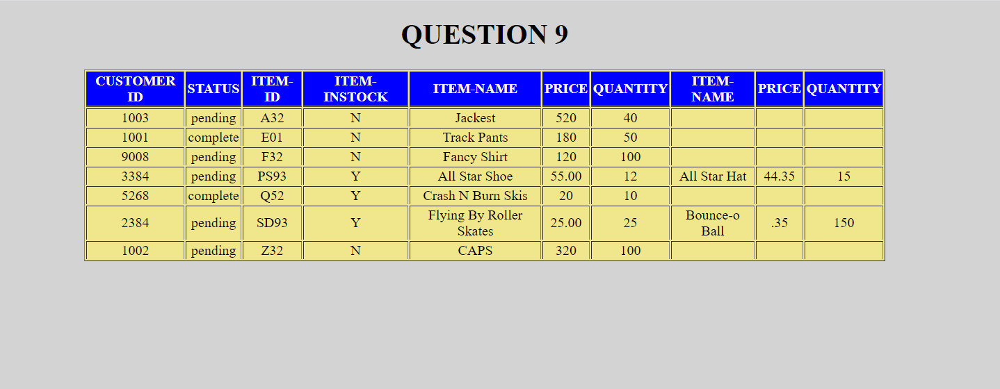 QUESTION 9
CUSTOMER ID STATUS ITEM-ID ITEM-INSTOCK ITEM-NAME PRICE QUANTITY ITEM-NAME PRICE QUANTITY
1003 pending A32 N Jackest 520 40
1001 complete E01 N Track Pants 180 50
9008 pending F32 N Fancy Shirt 120 100
3384 pending PS93 Y All Star Shoe 55.00 12 All Star Hat 44.35 15
5268 complete Q52 Y Crash N Burn Skis 20 10
2384 pending SD93 Y Flying By Roller Skates 25.00 25 Bounce-o Ball .35 150
1002 pending Z32 N CAPS 320 100